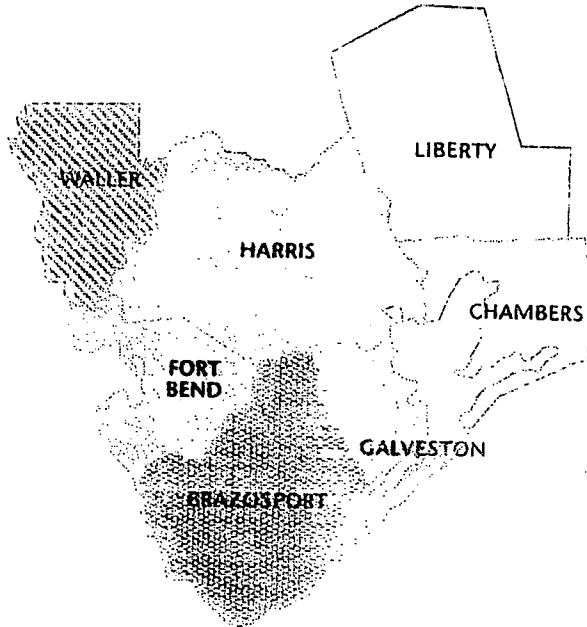 LIBERTY
WALLER
HARRIS
CHAMBERS
FORT
BEND
GALVESTON
BRAZOSPORT